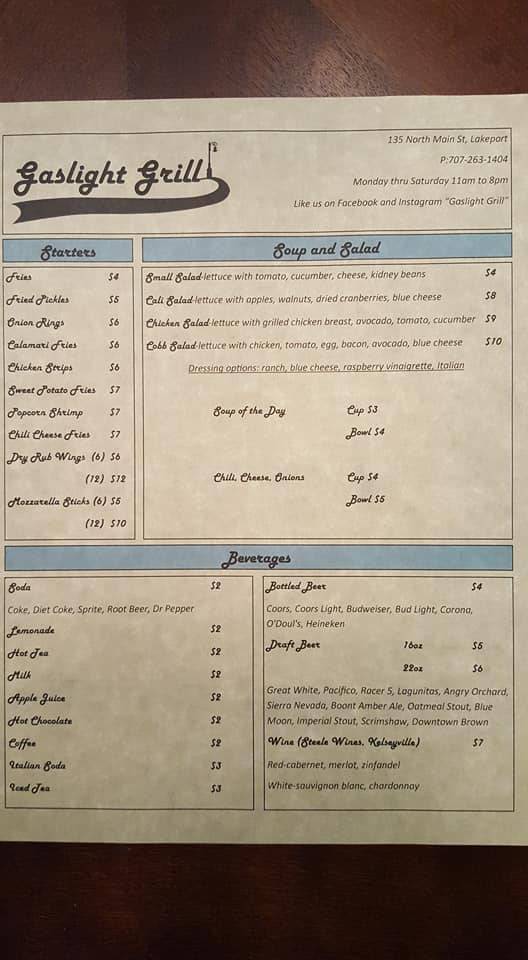 Gaslight Grill
135 North Main St, Lakeport
P:707-263-1404
Monday thru Saturday 11am to 8pm
Like us on Facebook and Instagram "Gaslight Grill"
Starters
Fries $4
Fried Pickles $5
Onion Rings $6
Calamari Fries $6
Chicken Strips $6
Sweet Potato Fries $7
Popcorn Shrimp $7
Chili Cheese Fries $7
Dry Rub Wings (6) $6
(12) $12
Mozzarella Sticks (6) $5
(12) $10
Soup and Salad
Small Salad-lettuce with tomato, cucumber, cheese, kidney beans $4
Cali Salad-lettuce with apples, walnuts, dried cranberries, blue cheese $8
Chicken Salad-lettuce with grilled chicken breast, avocado, tomato, cucumber $9
Cobb Salad-lettuce with chicken, tomato, egg, bacon, avocado, blue cheese $10
Dressing options: ranch, blue cheese, raspberry vinaigrette, Italian
Soup of the Day Cup $3
Bowl $4
Chili, Cheese, Onions Cup $4
Bowl $5
Beverages
Soda $2
Coke, Diet Coke, Sprite, Root Beer, Dr Pepper
Lemonade $2
Hot Tea $2
Milk $2
Apple Juice $2
Hot Chocolate $2
Coffee $2
Italian Soda $3
Iced Tea $3
Bottled Beer $4
Coors, Coors Light, Budweiser, Bud Light, Corona,
O'Doul's, Heineken
Draft Beer 16oz $5
22oz $6
Great White, Pacifico, Racer 5, Lagunitas, Angry Orchard,
Sierra Nevada, Boont Amber Ale, Oatmeal Stout, Blue
Moon, Imperial Stout, Scrimshaw, Downtown Brown
Wine (Steele Wines, Kelseyville) $7
Red-cabernet, merlot, zinfandel
White-sauvignon blanc, chardonnay